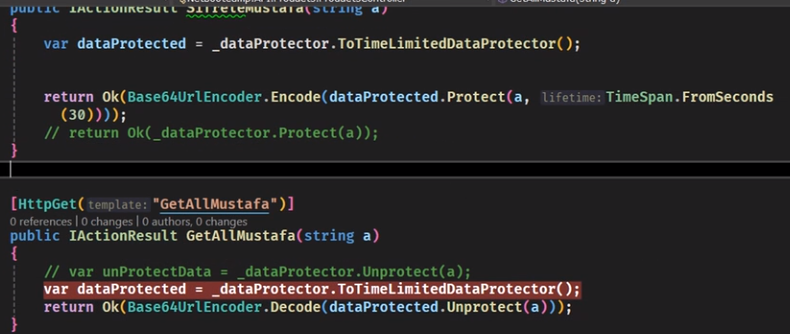 public IActionResult SifreteMustafa(string a)
{
var dataProtected = _dataProtector.ToTimeLimitedDataProtector();
return Ok(Base64UrlEncoder.Encode(dataProtected.Protect(a, lifetime: TimeSpan.FromSeconds
(30))));
// return Ok(_dataProtector.Protect(a));
}
[HttpGet(template: "GetAllMustafa")]
0 references | 0 changes | 0 authors, 0 changes
public IActionResult GetAllMustafa(string a)
{
// var unProtectData = _dataProtector.Unprotect(a);
var dataProtected = _dataProtector.ToTimeLimitedDataProtector();
return Ok(Base64UrlEncoder.Decode(dataProtected.Unprotect(a)));
}